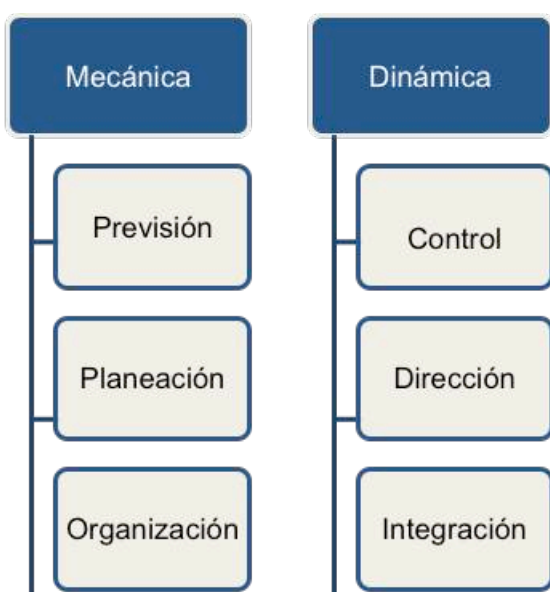 Mecánica
Previsión
Planeación
Organización
Dinámica
Control
Dirección
Integración